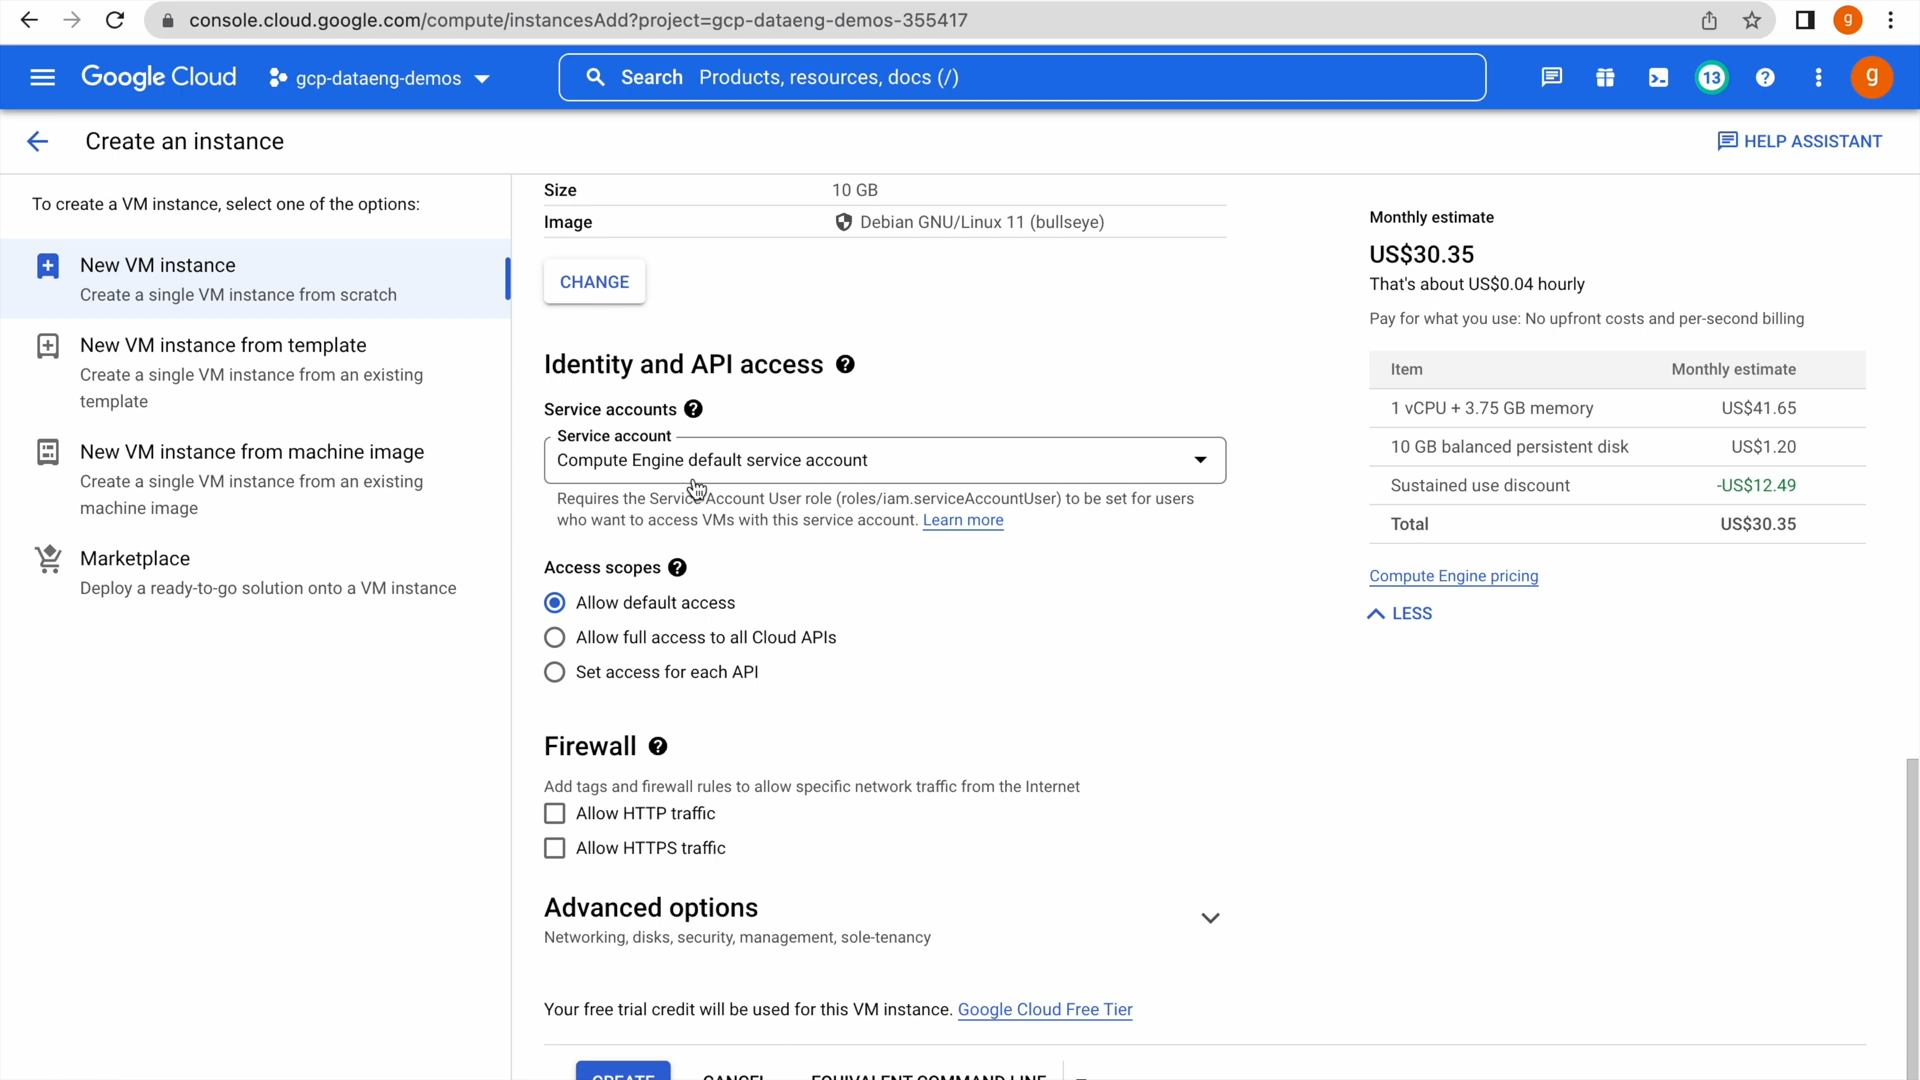 console.cloud.google.com/compute/instancesAdd?project=gcp-dataeng-demos-355417
g
Google Cloud
gcp-dataeng-demos
Search Products, resources, docs (/)
13
g
Create an instance
HELP ASSISTANT
To create a VM instance, select one of the options:
New VM instance
Create a single VM instance from scratch
New VM instance from template
Create a single VM instance from an existing
template
New VM instance from machine image
Create a single VM instance from an existing
machine image
Marketplace
Deploy a ready-to-go solution onto a VM instance
Size 10 GB
Image Debian GNU/Linux 11 (bullseye)
CHANGE
Identity and API access
Service accounts
Service account
Compute Engine default service account
Requires the Service Account User role (roles/iam.serviceAccountUser) to be set for users
who want to access VMs with this service account. Learn more
Access scopes
Allow default access
Allow full access to all Cloud APIs
Set access for each API
Firewall
Add tags and firewall rules to allow specific network traffic from the Internet
Allow HTTP traffic
Allow HTTPS traffic
Advanced options
Networking, disks, security, management, sole-tenancy
Your free trial credit will be used for this VM instance. Google Cloud Free Tier
CREATE CANCEL EQUIVALENT COMMAND LINE
Monthly estimate
US$30.35
That's about US$0.04 hourly
Pay for what you use: No upfront costs and per-second billing
Item Monthly estimate
1 vCPU + 3.75 GB memory US$41.65
10 GB balanced persistent disk US$1.20
Sustained use discount -US$12.49
Total US$30.35
Compute Engine pricing
LESS